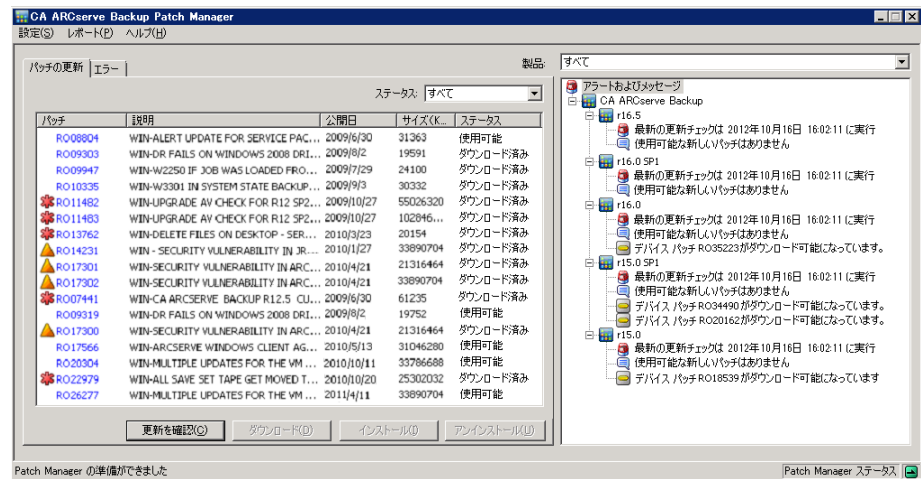 CA ARCserve Backup Patch Manager
設定(S) レポート(P) ヘルプ(H)
パッチの更新 エラー
製品: すべて
ステータス: すべて
パッチ 説明 公開日 サイズ(K... ステータス
RO08804 WIN-ALERT UPDATE FOR SERVICE PAC... 2009/6/30 31363 使用可能
RO09303 WIN-DR FAILS ON WINDOWS 2008 DRI... 2009/8/2 19591 ダウンロード済み
RO09947 WIN-W2250 IF JOB WAS LOADED FRO... 2009/7/29 24100 ダウンロード済み
RO10335 WIN-W3301 IN SYSTEM STATE BACKUP... 2009/9/3 30332 ダウンロード済み
RO11482 WIN-UPGRADE AV CHECK FOR R12 SP2... 2009/10/27 55026320 ダウンロード済み
RO11483 WIN-UPGRADE AV CHECK FOR R12 SP2... 2009/10/27 102846... ダウンロード済み
RO13762 WIN-DELETE FILES ON DESKTOP - SER... 2010/3/23 20154 ダウンロード済み
RO14231 WIN - SECURITY VULNERABILITY IN JR... 2010/1/27 33890704 ダウンロード済み
RO17301 WIN-SECURITY VULNERABILITY IN ARC... 2010/4/21 21316464 ダウンロード済み
RO17302 WIN-SECURITY VULNERABILITY IN ARC... 2010/4/21 33890704 ダウンロード済み
RO07441 WIN-CA ARCSERVE BACKUP R12.5 CU... 2009/6/30 61235 ダウンロード済み
RO09319 WIN-DR FAILS ON WINDOWS 2008 DRI... 2009/8/2 19752 使用可能
RO17300 WIN-SECURITY VULNERABILITY IN ARC... 2010/4/21 21316464 ダウンロード済み
RO17566 WIN-ARCSERVE WINDOWS CLIENT AG... 2010/5/13 31046280 使用可能
RO20304 WIN-MULTIPLE UPDATES FOR THE VM ... 2010/10/11 33786688 使用可能
RO22979 WIN-ALL SAVE SET TAPE GET MOVED T... 2010/10/20 25302032 ダウンロード済み
RO26277 WIN-MULTIPLE UPDATES FOR THE VM ... 2011/4/11 33890704 使用可能
更新を確認(C) ダウンロード(D) インストール(I) アンインストール(U)
アラートおよびメッセージ
CA ARCserve Backup
r16.5
最新の更新チェックは 2012年10月16日 16:02:11 に実行
使用可能な新しいパッチはありません
r16.0 SP1
最新の更新チェックは 2012年10月16日 16:02:11 に実行
使用可能な新しいパッチはありません
r16.0
最新の更新チェックは 2012年10月16日 16:02:11 に実行
使用可能な新しいパッチはありません
デバイス パッチ RO35223がダウンロード可能になっています。
r15.0 SP1
最新の更新チェックは 2012年10月16日 16:02:11 に実行
使用可能な新しいパッチはありません
デバイス パッチ RO34490がダウンロード可能になっています。
デバイス パッチ RO20162がダウンロード可能になっています。
r15.0
最新の更新チェックは 2012年10月16日 16:02:11 に実行
使用可能な新しいパッチはありません
デバイス パッチ RO18539がダウンロード可能になっています
Patch Manager の準備ができました
Patch Manager ステータス